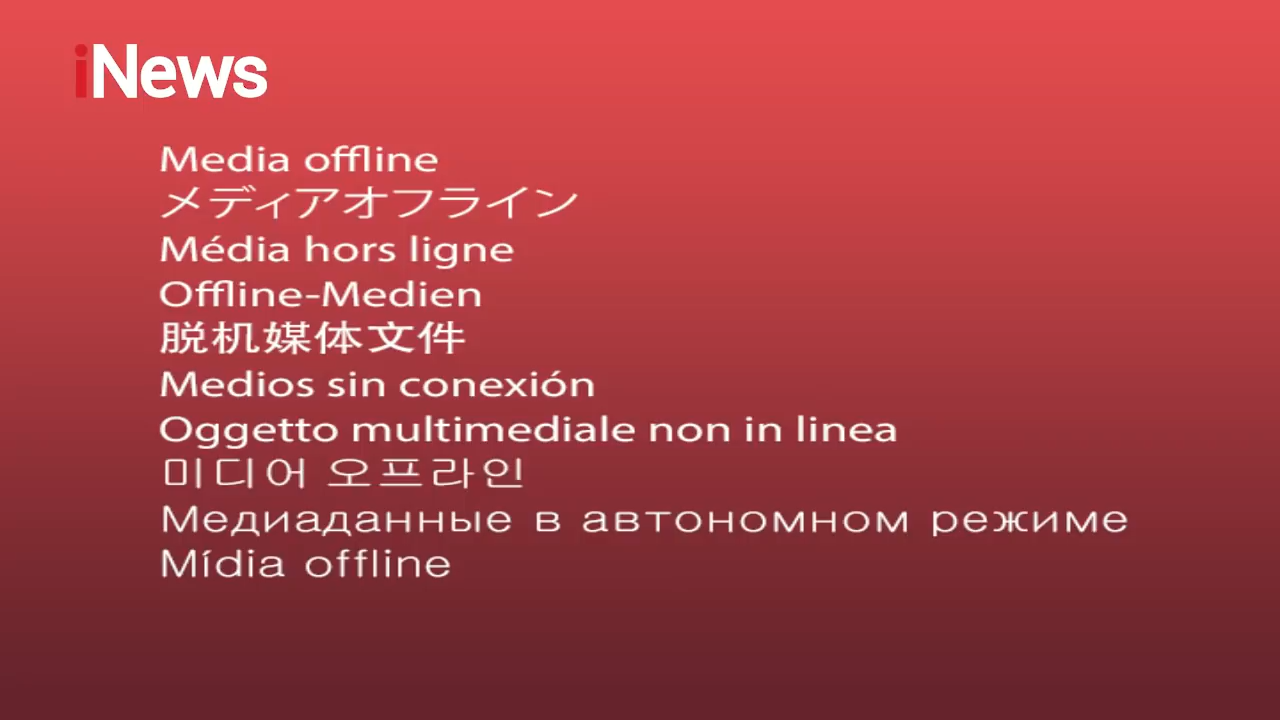 iNews
Media offline
メディアオフライン
Média hors ligne
Offline-Medien
脱机媒体文件
Medios sin conexión
Oggetto multimediale non in linea
미디어 오프라인
Медиаданные в автономном режиме
Mídia offline